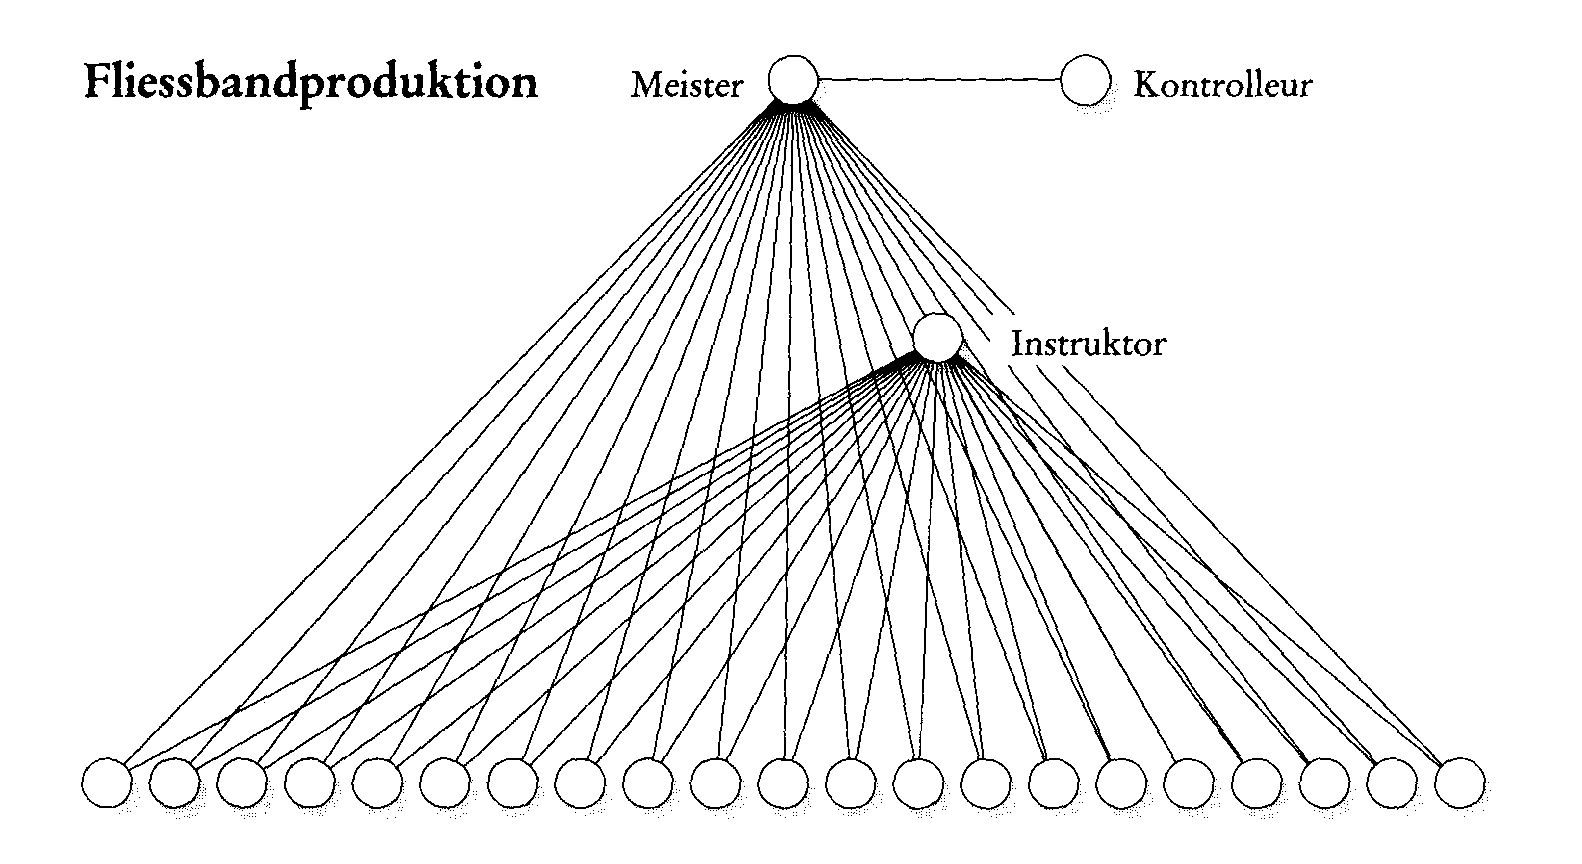 Fliessbandproduktion
Meister
Kontrolleur
Instruktor